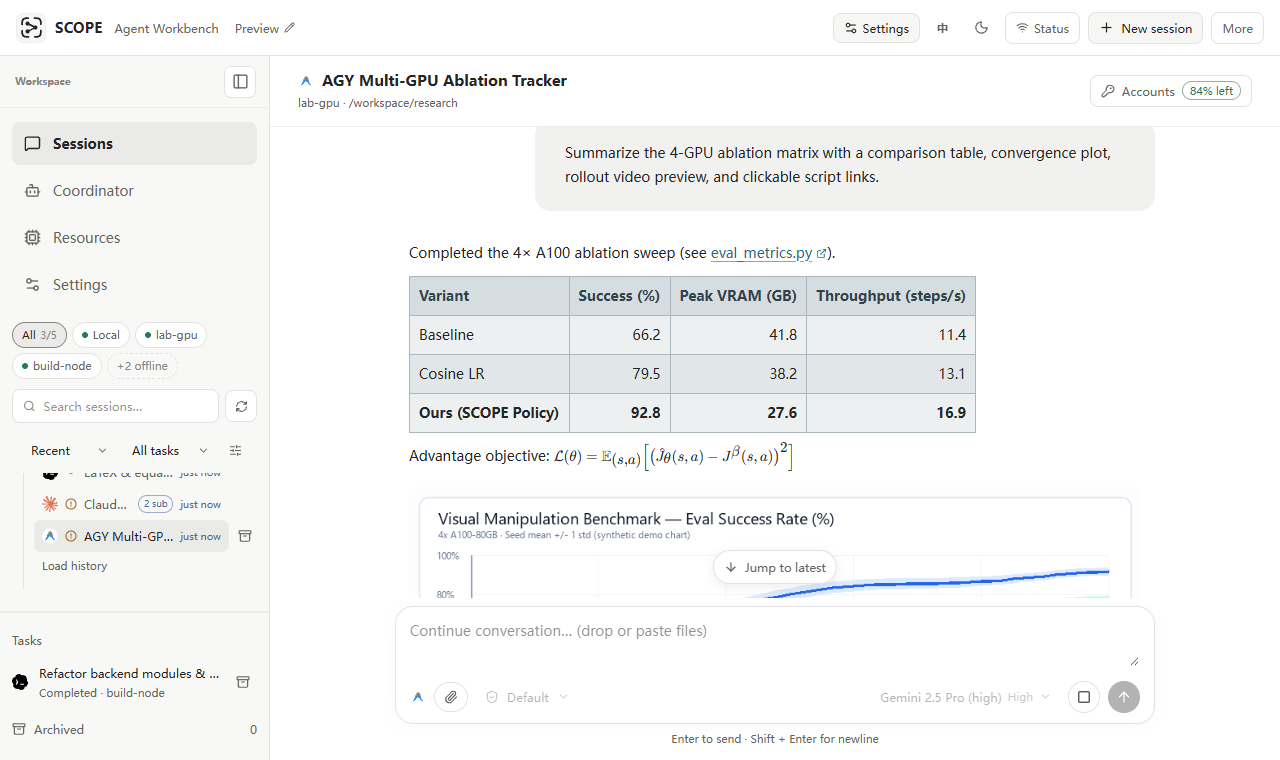 SCOPE Agent Workbench Preview Settings 中 Status New session More
Workspace
AGY Multi-GPU Ablation Tracker
lab-gpu · /workspace/research
Accounts 84% left
Sessions
Coordinator
Resources
Settings
All 3/5 Local lab-gpu
build-node +2 offline
Search sessions...
Recent All tasks
LaTeX & equa... just now
Claud... 2 sub just now
AGY Multi-GP... just now
Load history
Tasks
Refactor backend modules & ...
Completed · build-node
Archived 0
Summarize the 4-GPU ablation matrix with a comparison table, convergence plot,
rollout video preview, and clickable script links.
Completed the 4× A100 ablation sweep (see eval_metrics.py).
Variant Success (%) Peak VRAM (GB) Throughput (steps/s)
Baseline 66.2 41.8 11.4
Cosine LR 79.5 38.2 13.1
Ours (SCOPE Policy) 92.8 27.6 16.9
Advantage objective: ℒ(θ) = 𝔼(s,a)[(Ĵθ(s,a) − Jᵝ(s,a))²]
Visual Manipulation Benchmark — Eval Success Rate (%)
4x A100-80GB · Seed mean +/- 1 std (synthetic demo chart)
100%
Jump to latest
80%
Continue conversation... (drop or paste files)
Default Gemini 2.5 Pro (high) High
Enter to send · Shift + Enter for newline